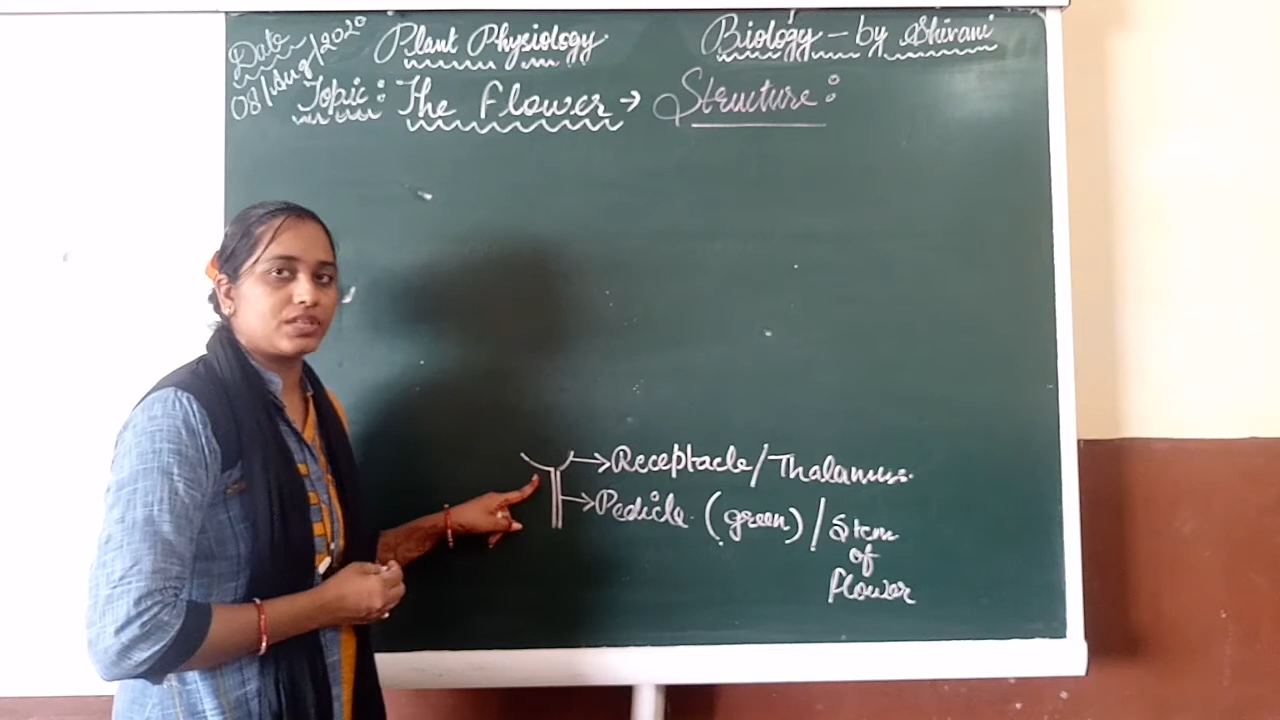 Date
08/Aug/2020
Plant Physiology.
Biology - by Shivani
Topic : The Flower → Structure :
→ Receptacle/Thalamus.
→ Pedicle. (green) / Stem
of
flower